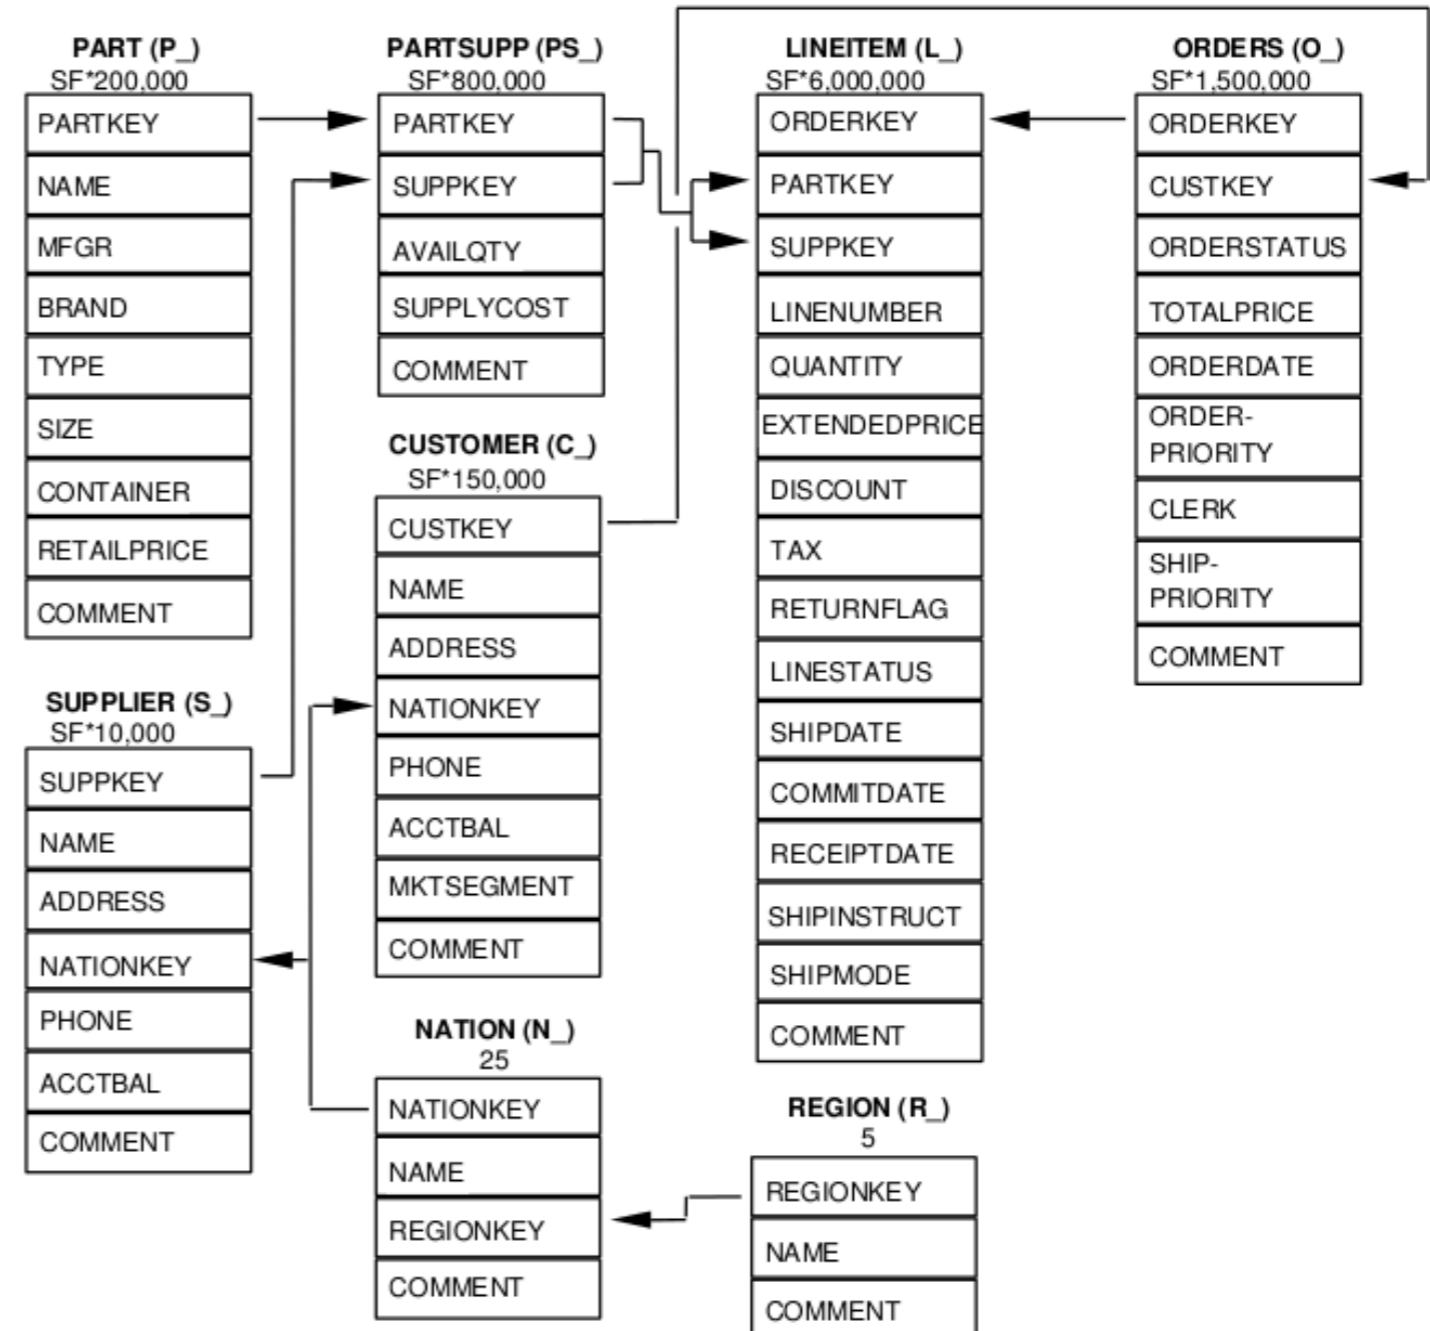 PART (P_)
SF*200,000
PARTKEY
NAME
MFGR
BRAND
TYPE
SIZE
CONTAINER
RETAILPRICE
COMMENT
SUPPLIER (S_)
SF*10,000
SUPPKEY
NAME
ADDRESS
NATIONKEY
PHONE
ACCTBAL
COMMENT
PARTSUPP (PS_)
SF*800,000
PARTKEY
SUPPKEY
AVAILQTY
SUPPLYCOST
COMMENT
CUSTOMER (C_)
SF*150,000
CUSTKEY
NAME
ADDRESS
NATIONKEY
PHONE
ACCTBAL
MKTSEGMENT
COMMENT
NATION (N_)
25
NATIONKEY
NAME
REGIONKEY
COMMENT
LINEITEM (L_)
SF*6,000,000
ORDERKEY
PARTKEY
SUPPKEY
LINENUMBER
QUANTITY
EXTENDEDPRICE
DISCOUNT
TAX
RETURNFLAG
LINESTATUS
SHIPDATE
COMMITDATE
RECEIPTDATE
SHIPINSTRUCT
SHIPMODE
COMMENT
REGION (R_)
5
REGIONKEY
NAME
COMMENT
ORDERS (O_)
SF*1,500,000
ORDERKEY
CUSTKEY
ORDERSTATUS
TOTALPRICE
ORDERDATE
ORDER-
PRIORITY
CLERK
SHIP-
PRIORITY
COMMENT